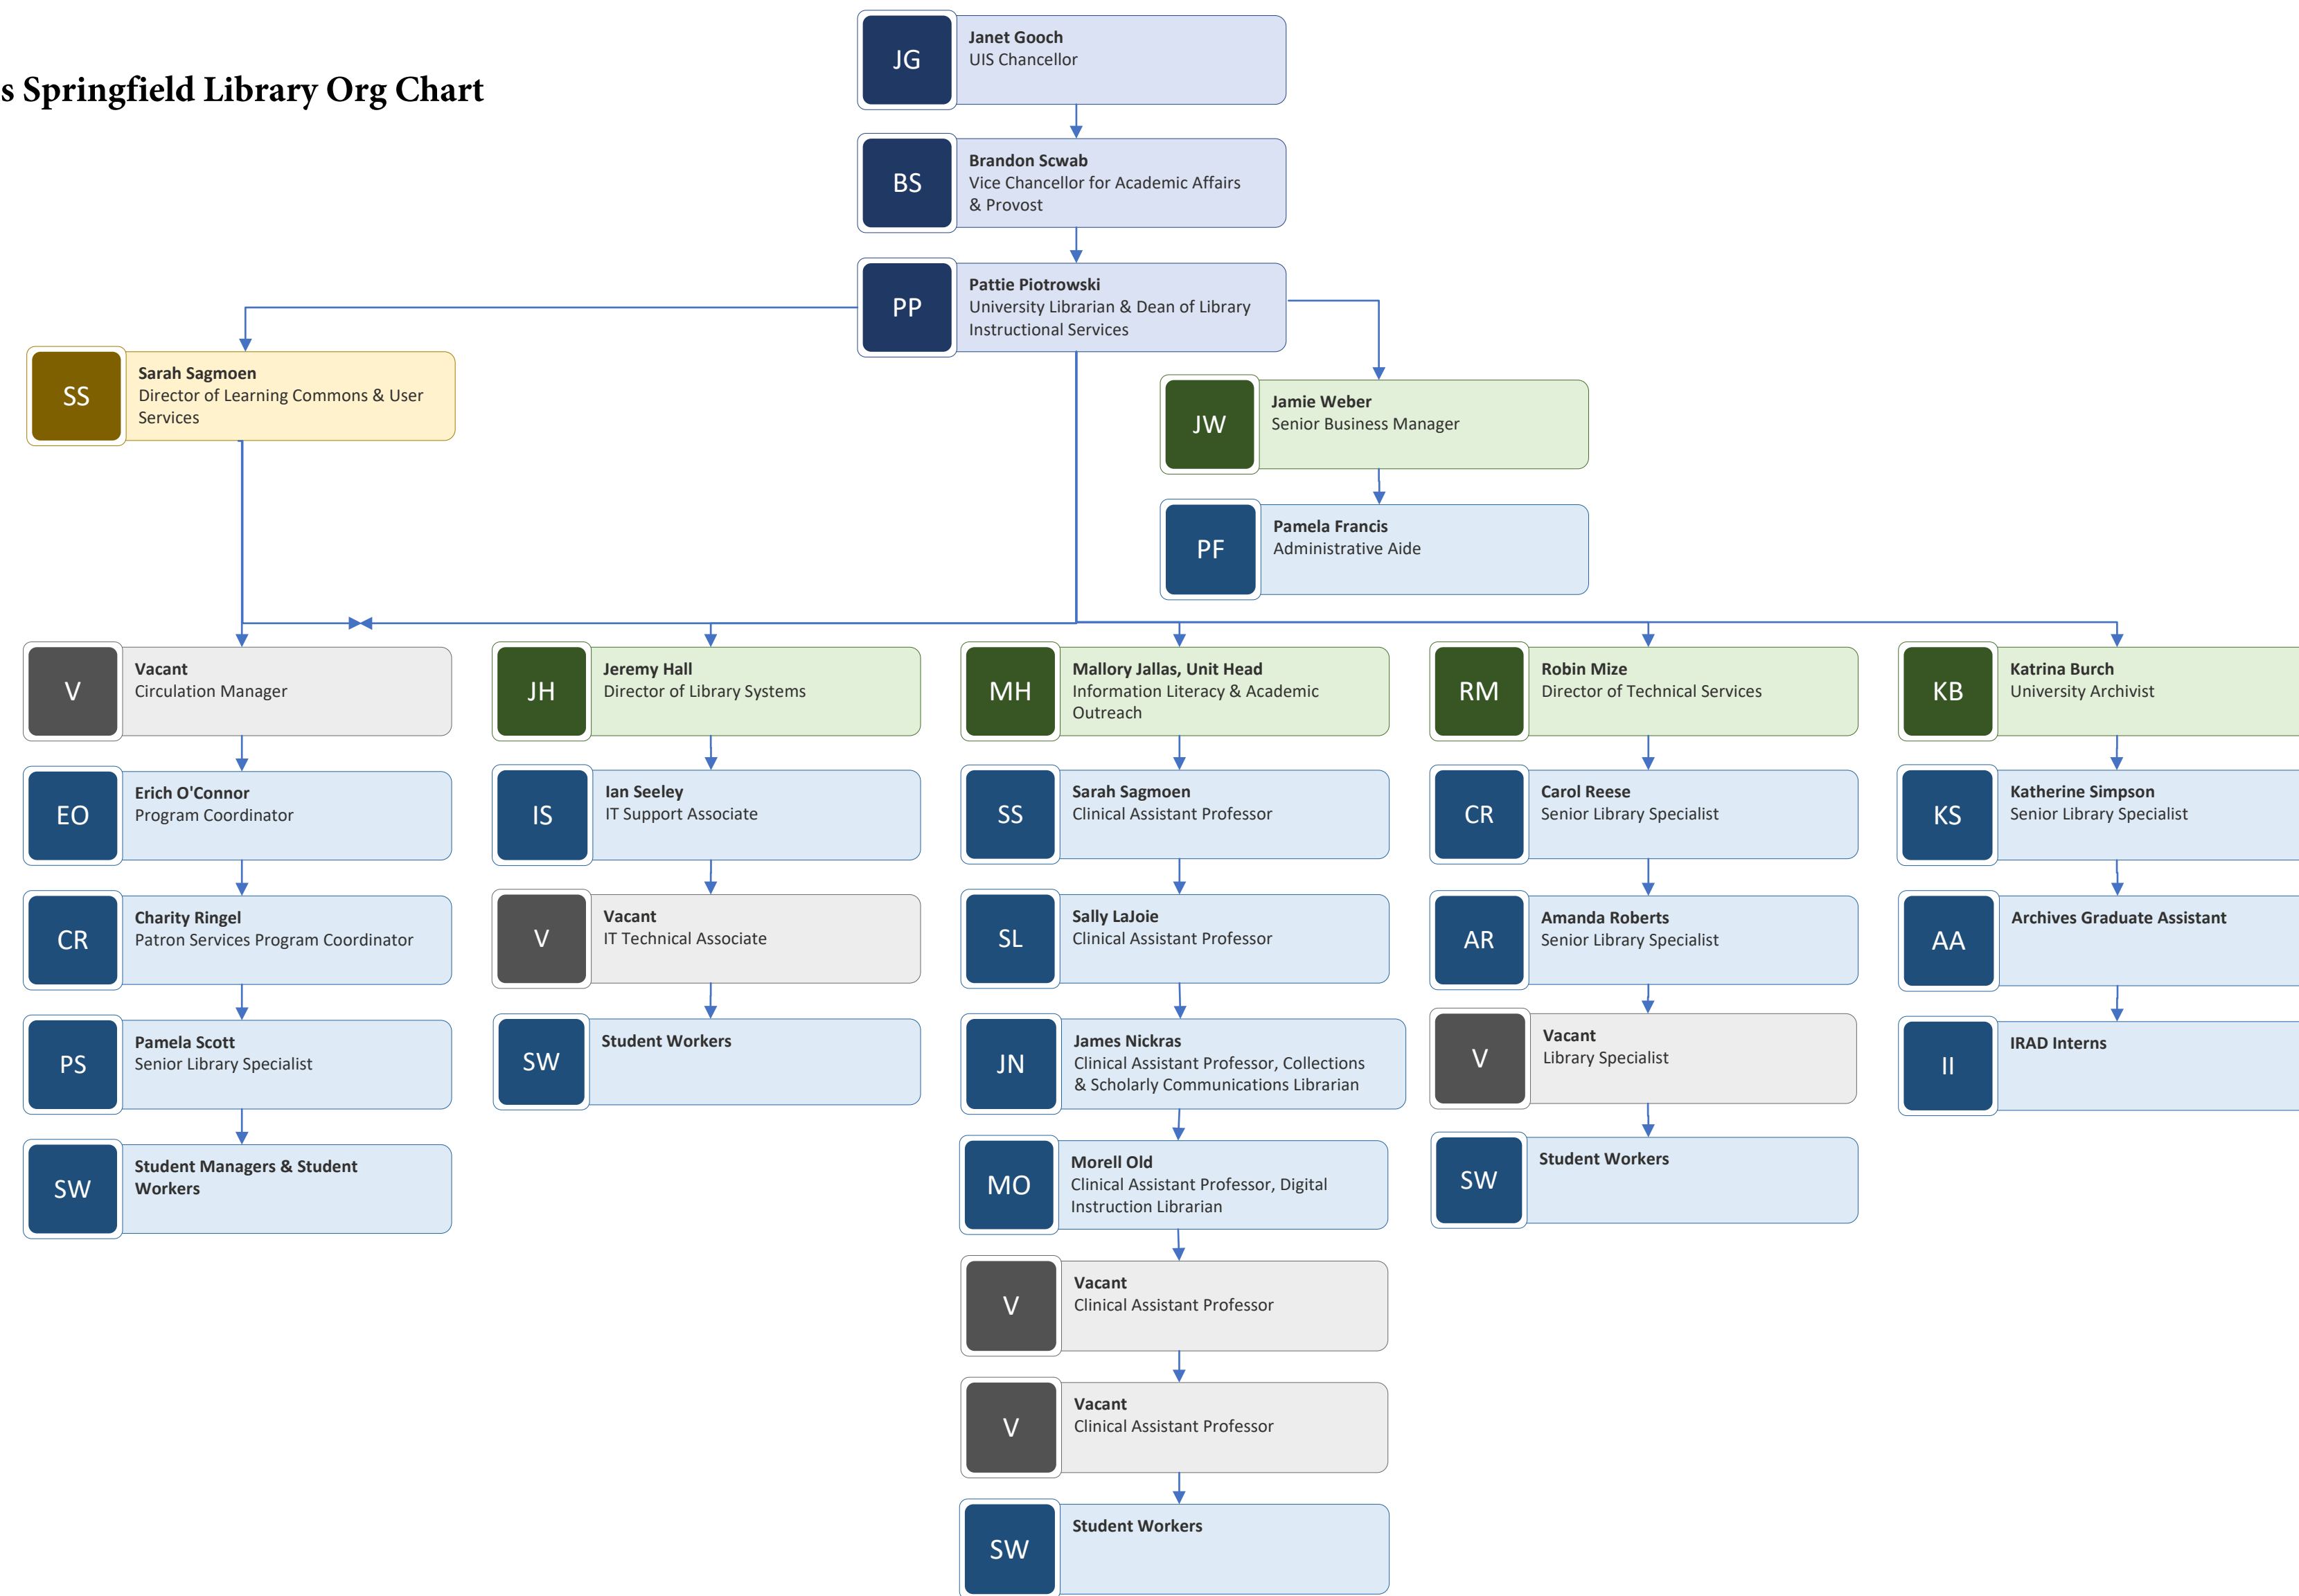 s Springfield Library Org Chart
JG
Janet Gooch
UIS Chancellor
BS
Brandon Scwab
Vice Chancellor for Academic Affairs
& Provost
PP
Pattie Piotrowski
University Librarian & Dean of Library
Instructional Services
SS
Sarah Sagmoen
Director of Learning Commons & User
Services
JW
Jamie Weber
Senior Business Manager
PF
Pamela Francis
Administrative Aide
V
Vacant
Circulation Manager
EO
Erich O'Connor
Program Coordinator
CR
Charity Ringel
Patron Services Program Coordinator
PS
Pamela Scott
Senior Library Specialist
SW
Student Managers & Student
Workers
JH
Jeremy Hall
Director of Library Systems
IS
Ian Seeley
IT Support Associate
V
Vacant
IT Technical Associate
SW
Student Workers
MH
Mallory Jallas, Unit Head
Information Literacy & Academic
Outreach
SS
Sarah Sagmoen
Clinical Assistant Professor
SL
Sally LaJoie
Clinical Assistant Professor
JN
James Nickras
Clinical Assistant Professor, Collections
& Scholarly Communications Librarian
MO
Morell Old
Clinical Assistant Professor, Digital
Instruction Librarian
V
Vacant
Clinical Assistant Professor
V
Vacant
Clinical Assistant Professor
SW
Student Workers
RM
Robin Mize
Director of Technical Services
CR
Carol Reese
Senior Library Specialist
AR
Amanda Roberts
Senior Library Specialist
V
Vacant
Library Specialist
SW
Student Workers
KB
Katrina Burch
University Archivist
KS
Katherine Simpson
Senior Library Specialist
AA
Archives Graduate Assistant
II
IRAD Interns